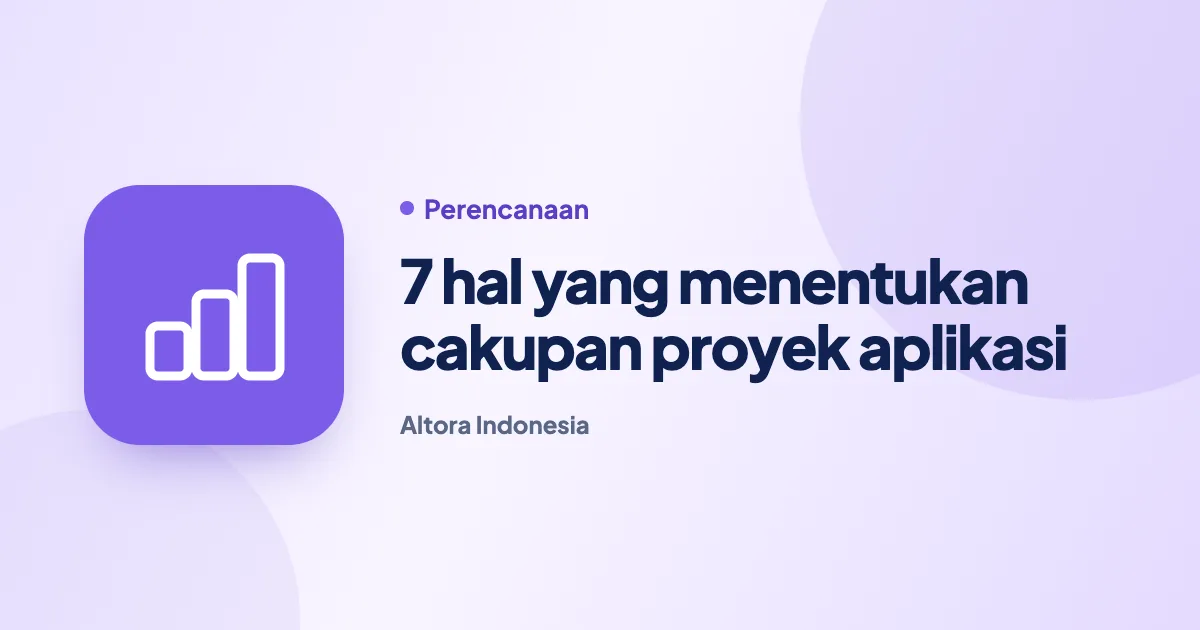 Perencanaan
7 hal yang menentukan
cakupan proyek aplikasi
Altora Indonesia